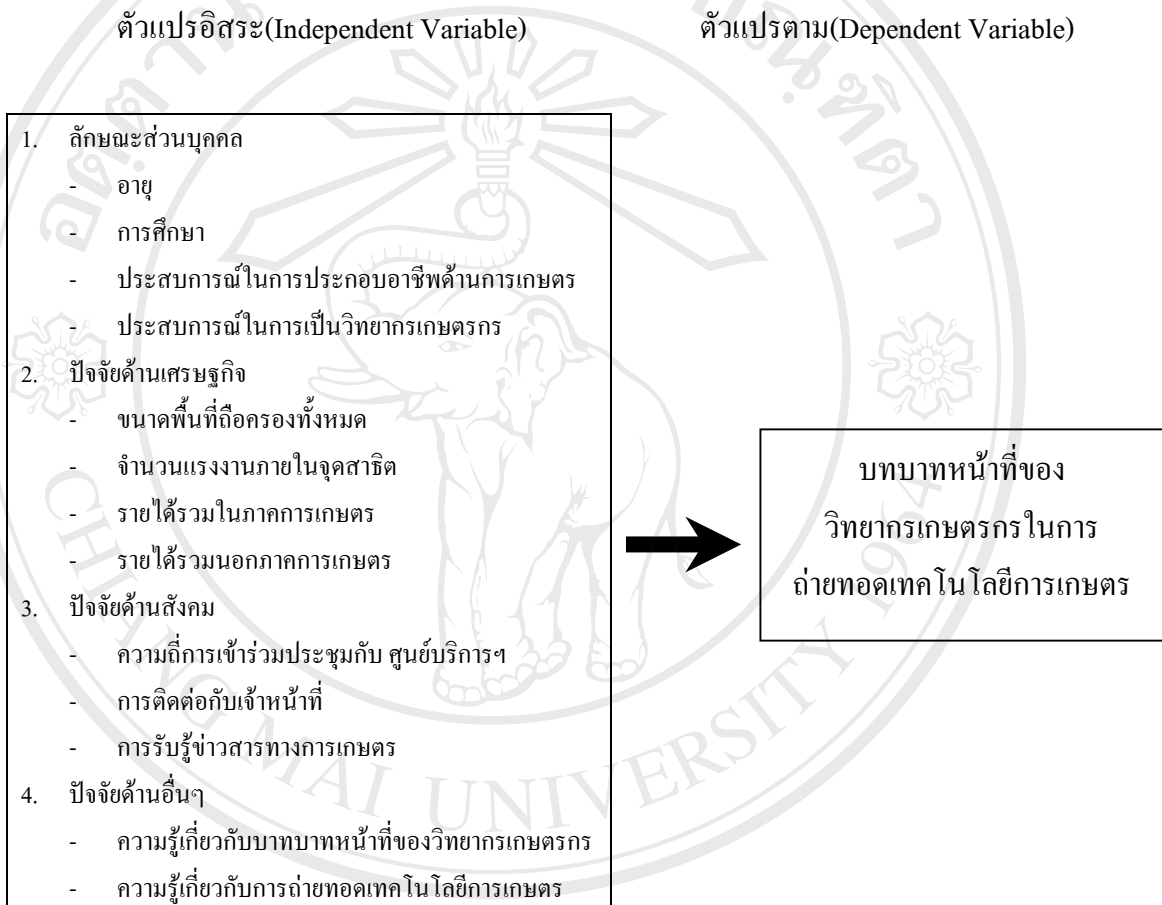 ตัวแปรอิสระ(Independent Variable)
ตัวแปรตาม(Dependent Variable)
1. ลักษณะส่วนบุคคล
- อายุ
- การศึกษา
- ประสบการณ์ในการประกอบอาชีพด้านการเกษตร
- ประสบการณ์ในการเป็นวิทยากรเกษตรกร
2. ปัจจัยด้านเศรษฐกิจ
- ขนาดพื้นที่ถือครองทั้งหมด
- จำนวนแรงงานภายในจุดสาธิต
- รายได้รวมในภาคการเกษตร
- รายได้รวมนอกภาคการเกษตร
3. ปัจจัยด้านสังคม
- ความถี่การเข้าร่วมประชุมกับ ศูนย์บริการฯ
- การติดต่อกับเจ้าหน้าที่
- การรับรู้ข่าวสารทางการเกษตร
4. ปัจจัยด้านอื่นๆ
- ความรู้เกี่ยวกับบาทบาทหน้าที่ของวิทยากรเกษตรกร
- ความรู้เกี่ยวกับการถ่ายทอดเทคโนโลยีการเกษตร
บทบาทหน้าที่ของ
วิทยากรเกษตรกรในการ
ถ่ายทอดเทคโนโลยีการเกษตร
CHIANG MAI UNIVERSITY 1964